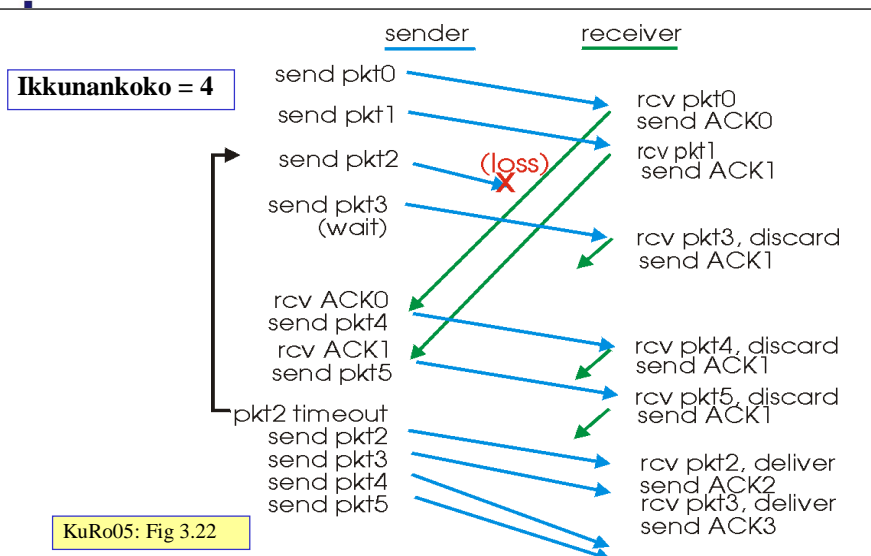 sender
receiver
Ikkunankoko = 4
send pkt0
send pkt1
send pkt2
(loss)
X
send pkt3
(wait)
rcv ACK0
send pkt4
rcv ACK1
send pkt5
pkt2 timeout
send pkt2
send pkt3
send pkt4
send pkt5
rcv pkt0
send ACK0
rcv pkt1
send ACK1
rcv pkt3, discard
send ACK1
rcv pkt4, discard
send ACK1
rcv pkt5, discard
send ACK1
rcv pkt2, deliver
send ACK2
rcv pkt3, deliver
send ACK3
KuRo05: Fig 3.22